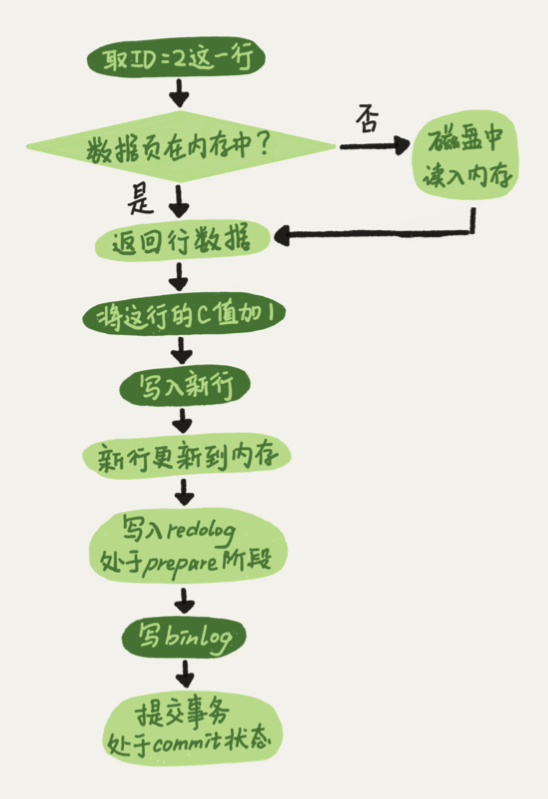 取ID=2这一行
数据页在内存中?
否
磁盘中
读入内存
是
返回行数据
将这行的C值加1
写入新行
新行更新到内存
写入redolog
处于prepare阶段
写binlog
提交事务
处于commit状态